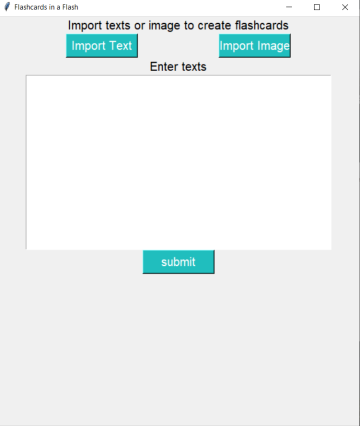 Flashcards in a Flash
Import texts or image to create flashcards
Import Text
Import Image
Enter texts
submit